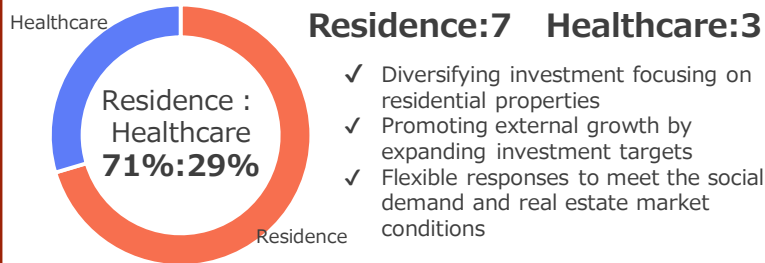 Healthcare
Residence :
Healthcare
71%:29%
Residence
Residence:7 Healthcare:3
✓ Diversifying investment focusing on
residential properties
✓ Promoting external growth by
expanding investment targets
✓ Flexible responses to meet the social
demand and real estate market
conditions